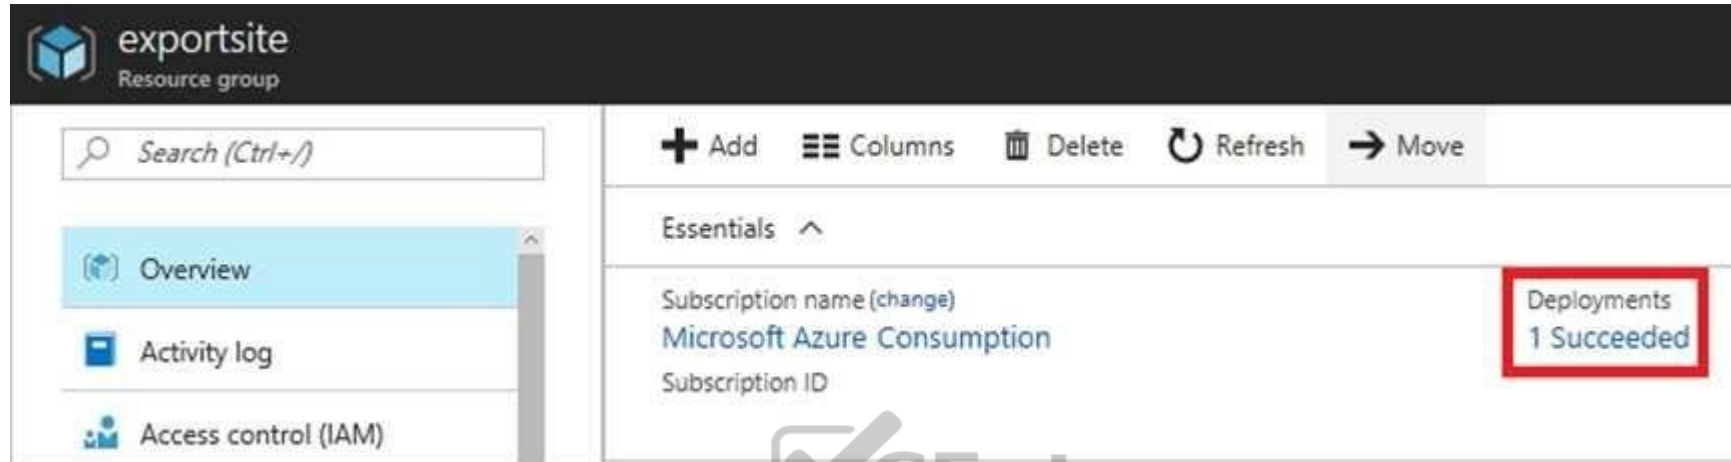 exportsite
Resource group
Search (Ctrl+/)
Overview
Activity log
Access control (IAM)
Add Columns Delete Refresh Move
Essentials
Subscription name (change)
Microsoft Azure Consumption
Subscription ID
Deployments
1 Succeeded